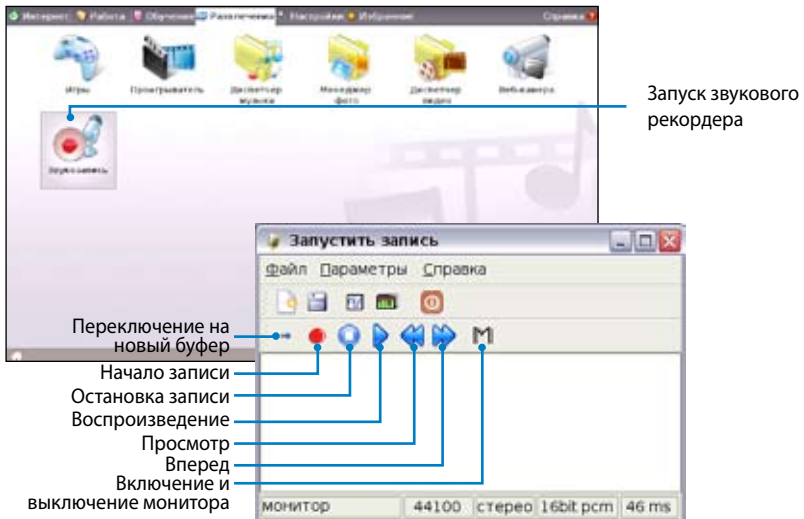 Интернет Работа Обучение Развлечения Настройки Избранное Справка
Игры Проигрыватель Диспетчер музыки Менеджер фото Диспетчер видео Веб-камера
Звукозапись
Запуск звукового
рекордера
Запустить запись
Файл Параметры Справка
Переключение на
новый буфер
Начало записи
Остановка записи
Воспроизведение
Просмотр
Вперед
Включение и
выключение монитора
монитор 44100 стерео 16bit pcm 46 ms